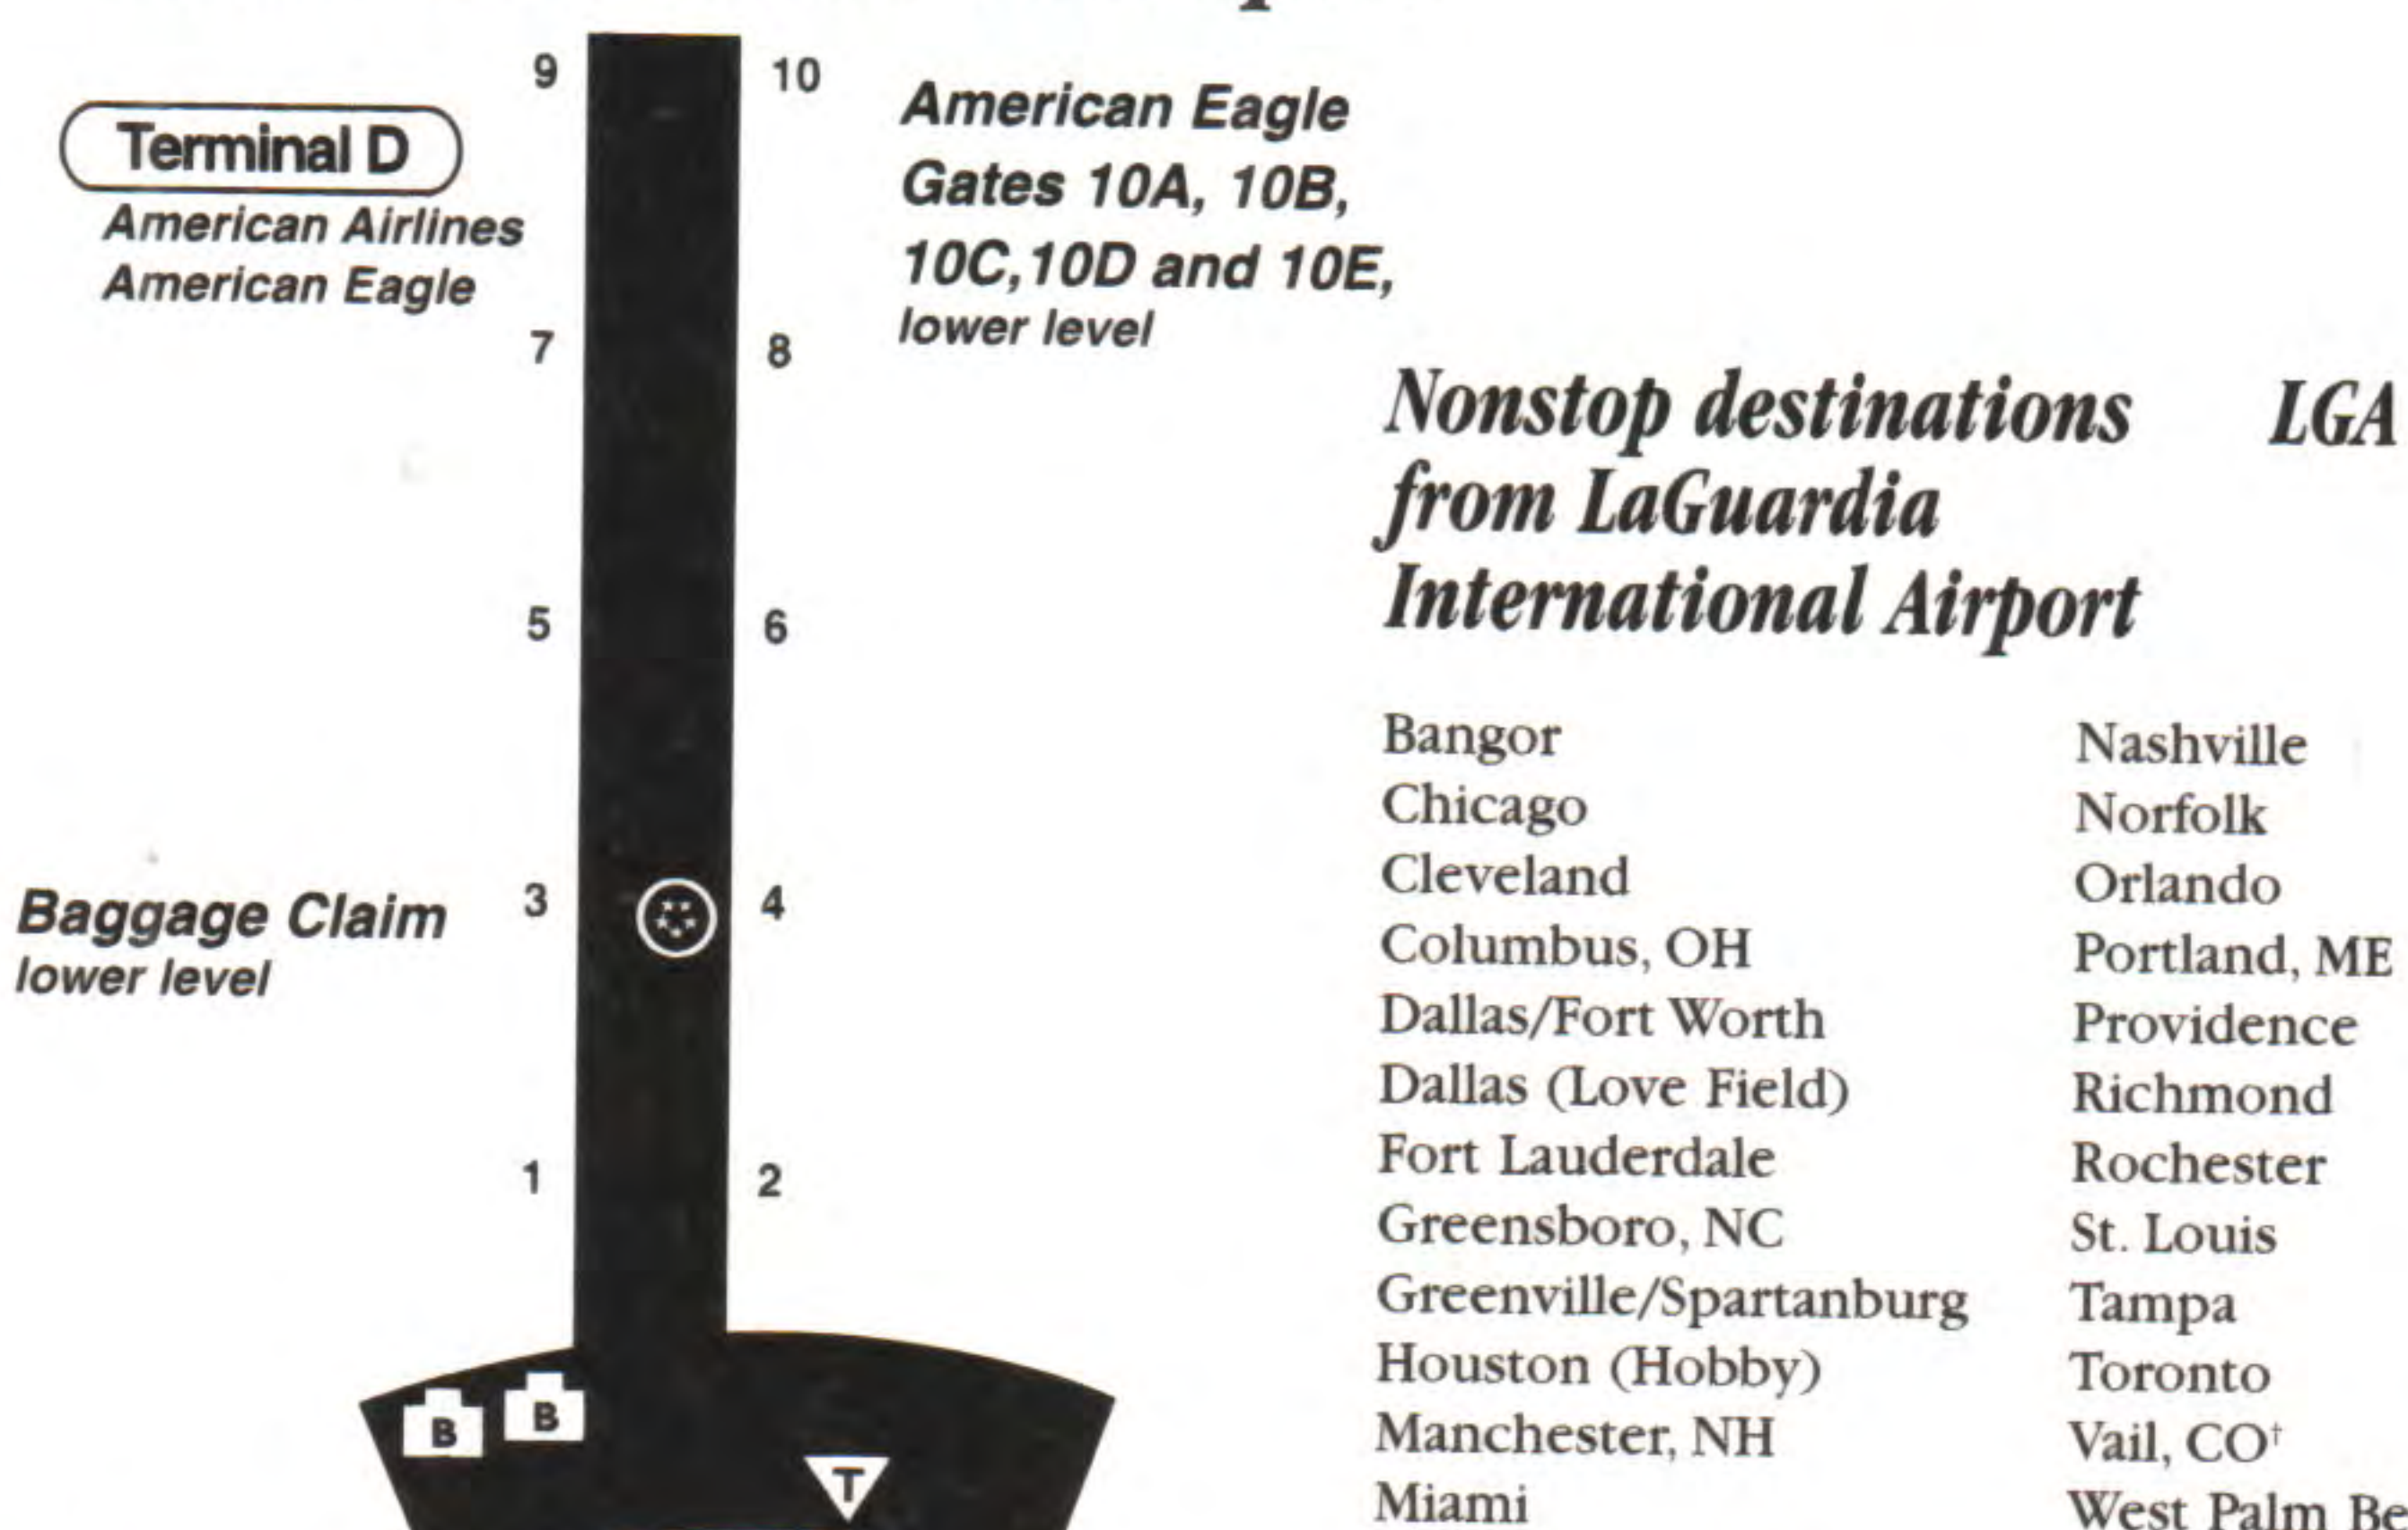 9
10
Terminal D
American Airlines
American Eagle
American Eagle
Gates 10A, 10B,
10C, 10D and 10E,
lower level
7
8
Nonstop destinations LGA
from LaGuardia
International Airport
5
6
Baggage Claim
lower level
3
4
1
2
B
B
T
Bangor
Chicago
Cleveland
Columbus, OH
Dallas/Fort Worth
Dallas (Love Field)
Fort Lauderdale
Greensboro, NC
Greenville/Spartanburg
Houston (Hobby)
Manchester, NH
Miami
Nashville
Norfolk
Orlando
Portland, ME
Providence
Richmond
Rochester
St. Louis
Tampa
Toronto
Vail, CO†
West Palm